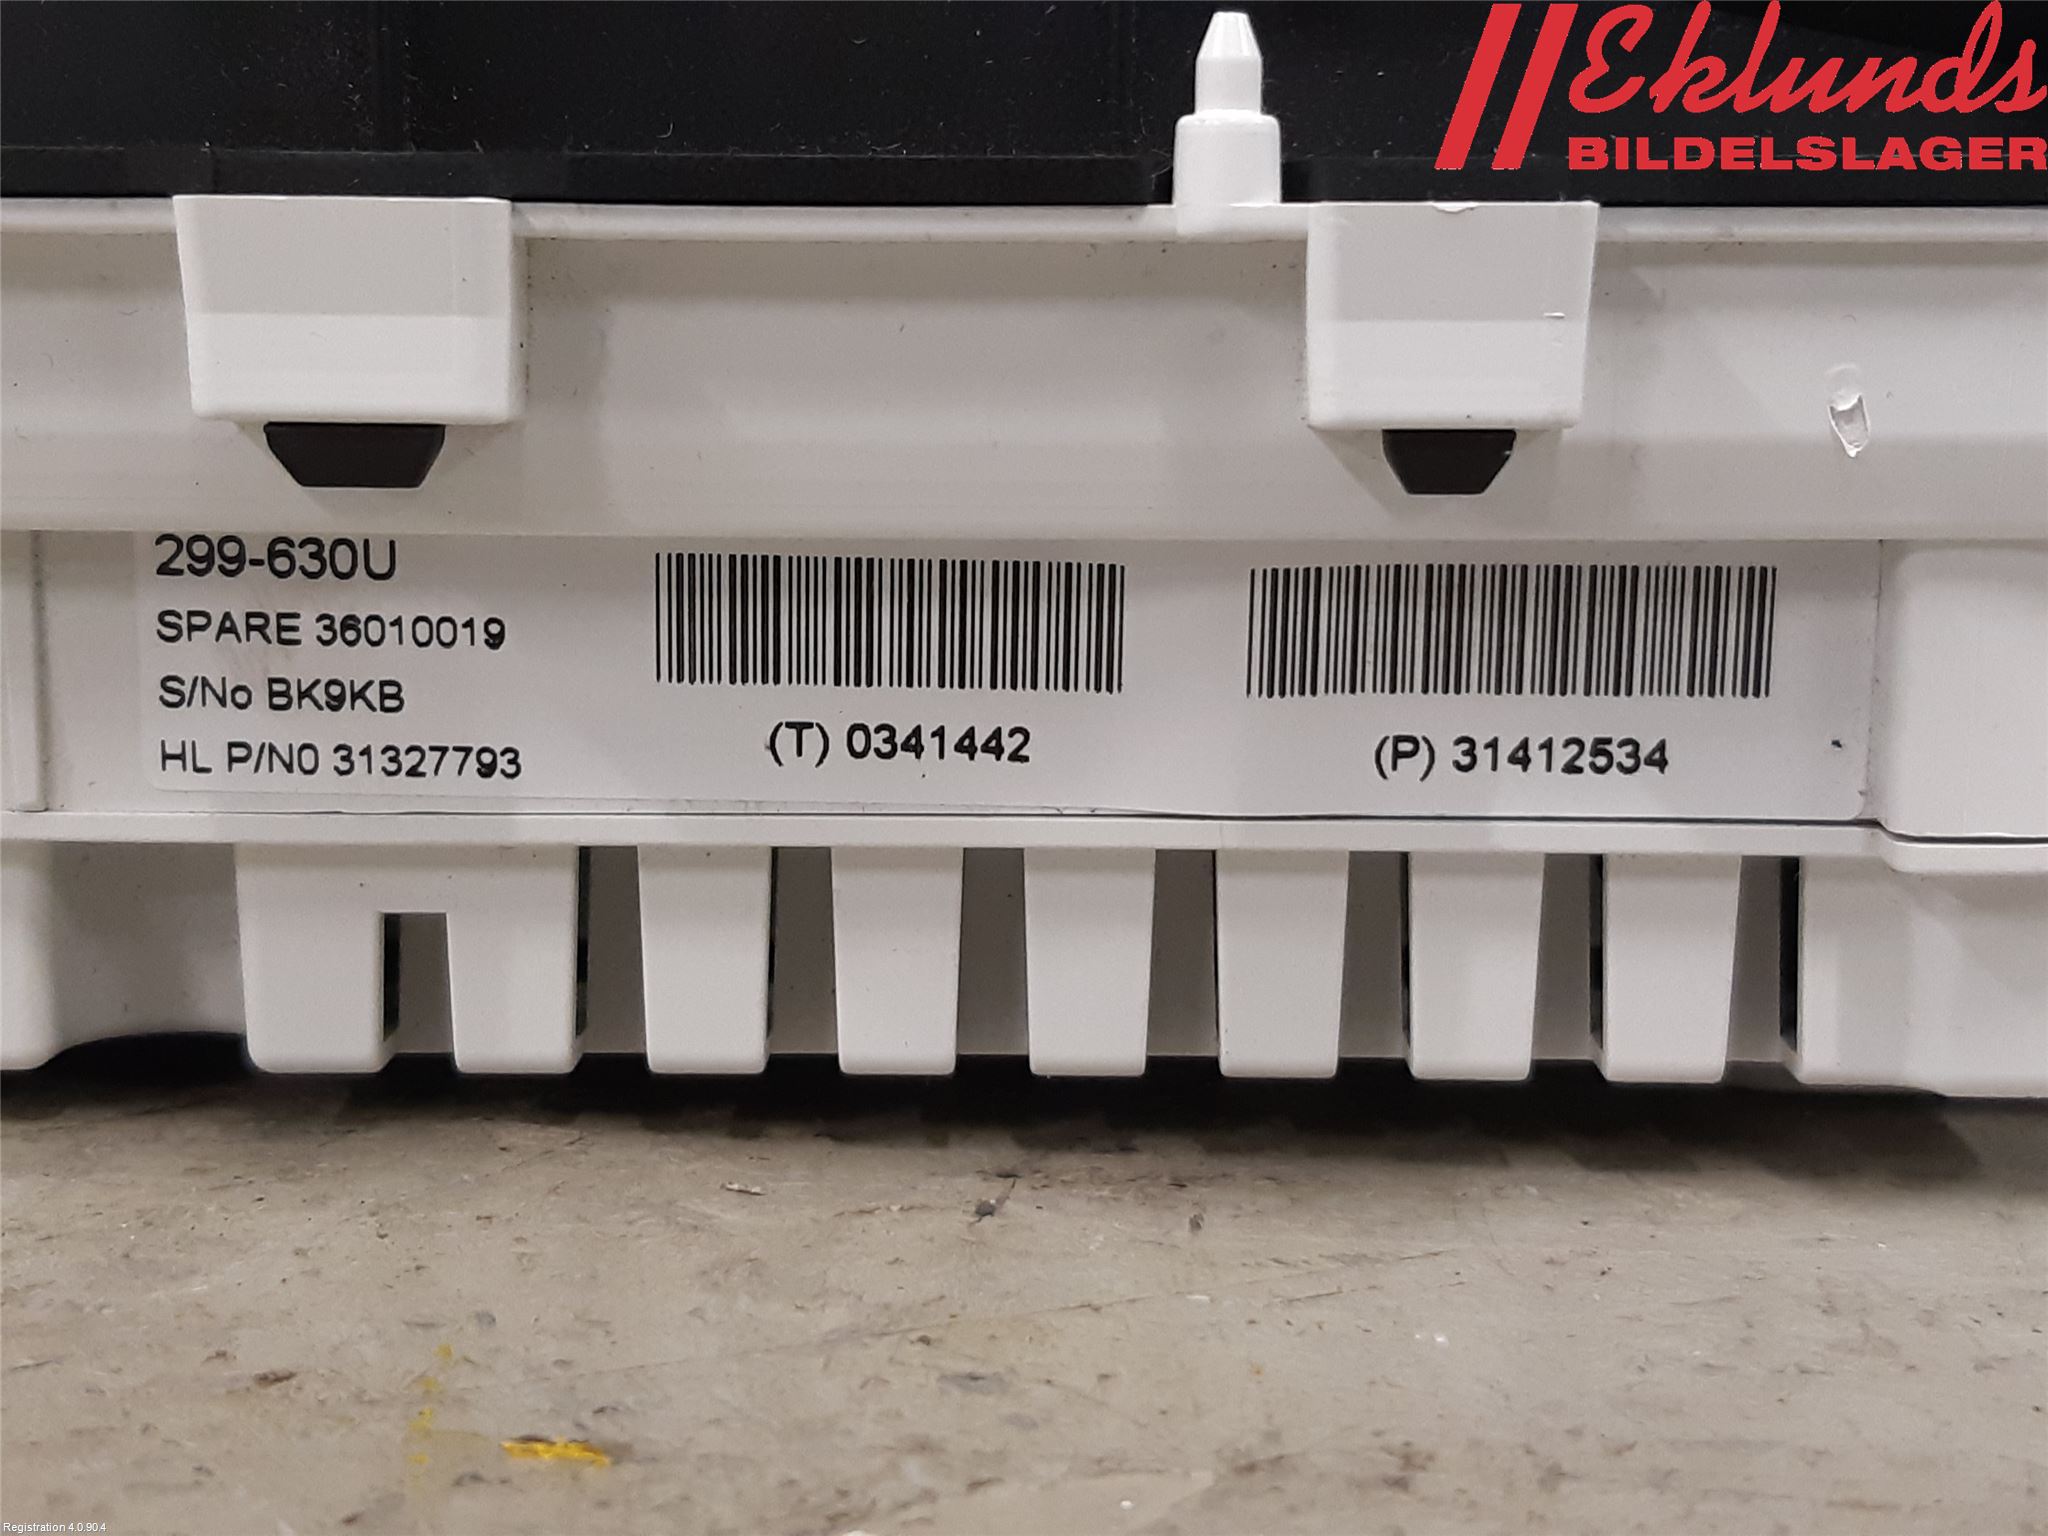 Eklunds
BILDELSLAGER
299-630U
SPARE 36010019
S/No BK9KB
HL P/N0 31327793
(T) 0341442
(P) 31412534
Registration 4.0.90.4